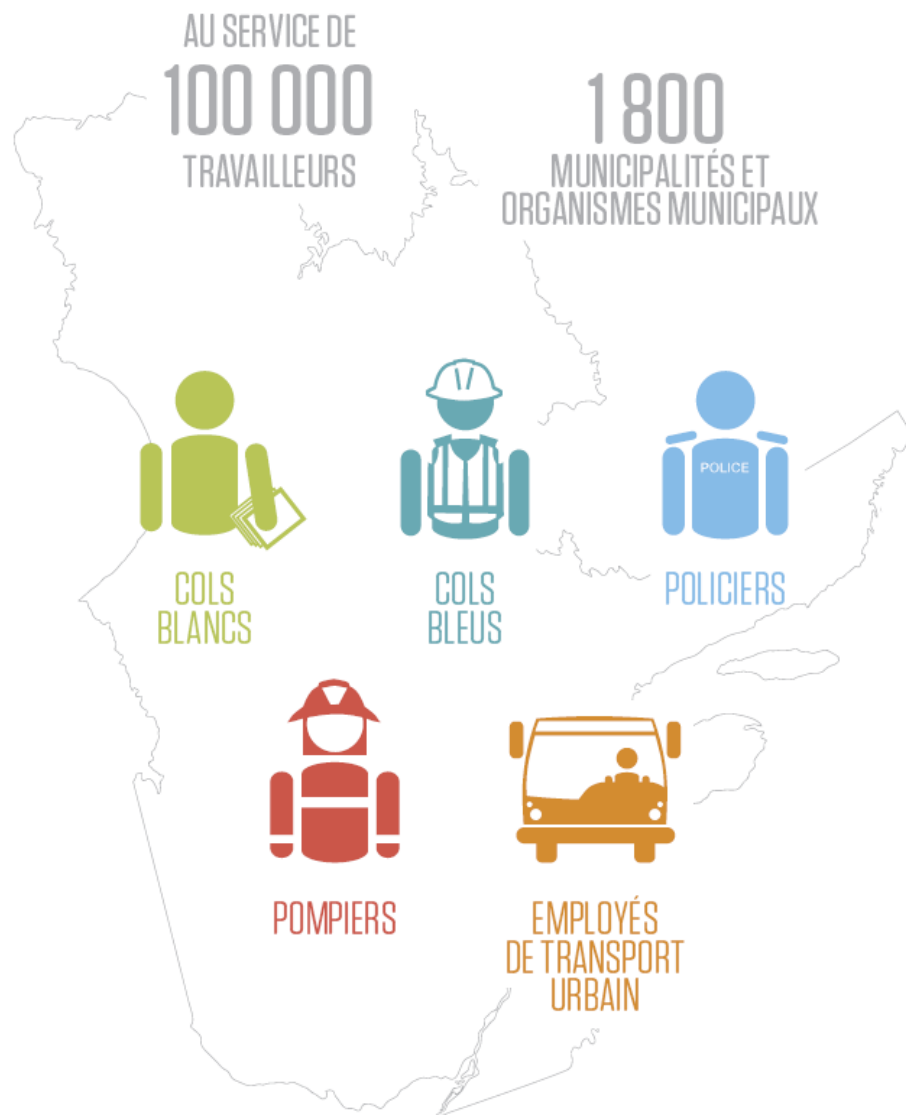 AU SERVICE DE
100 000
TRAVAILLEURS
1 800
MUNICIPALITÉS ET
ORGANISMES MUNICIPAUX
COLS
BLANCS
COLS
BLEUS
POLICE
POLICIERS
POMPIERS
EMPLOYÉS
DE TRANSPORT
URBAIN